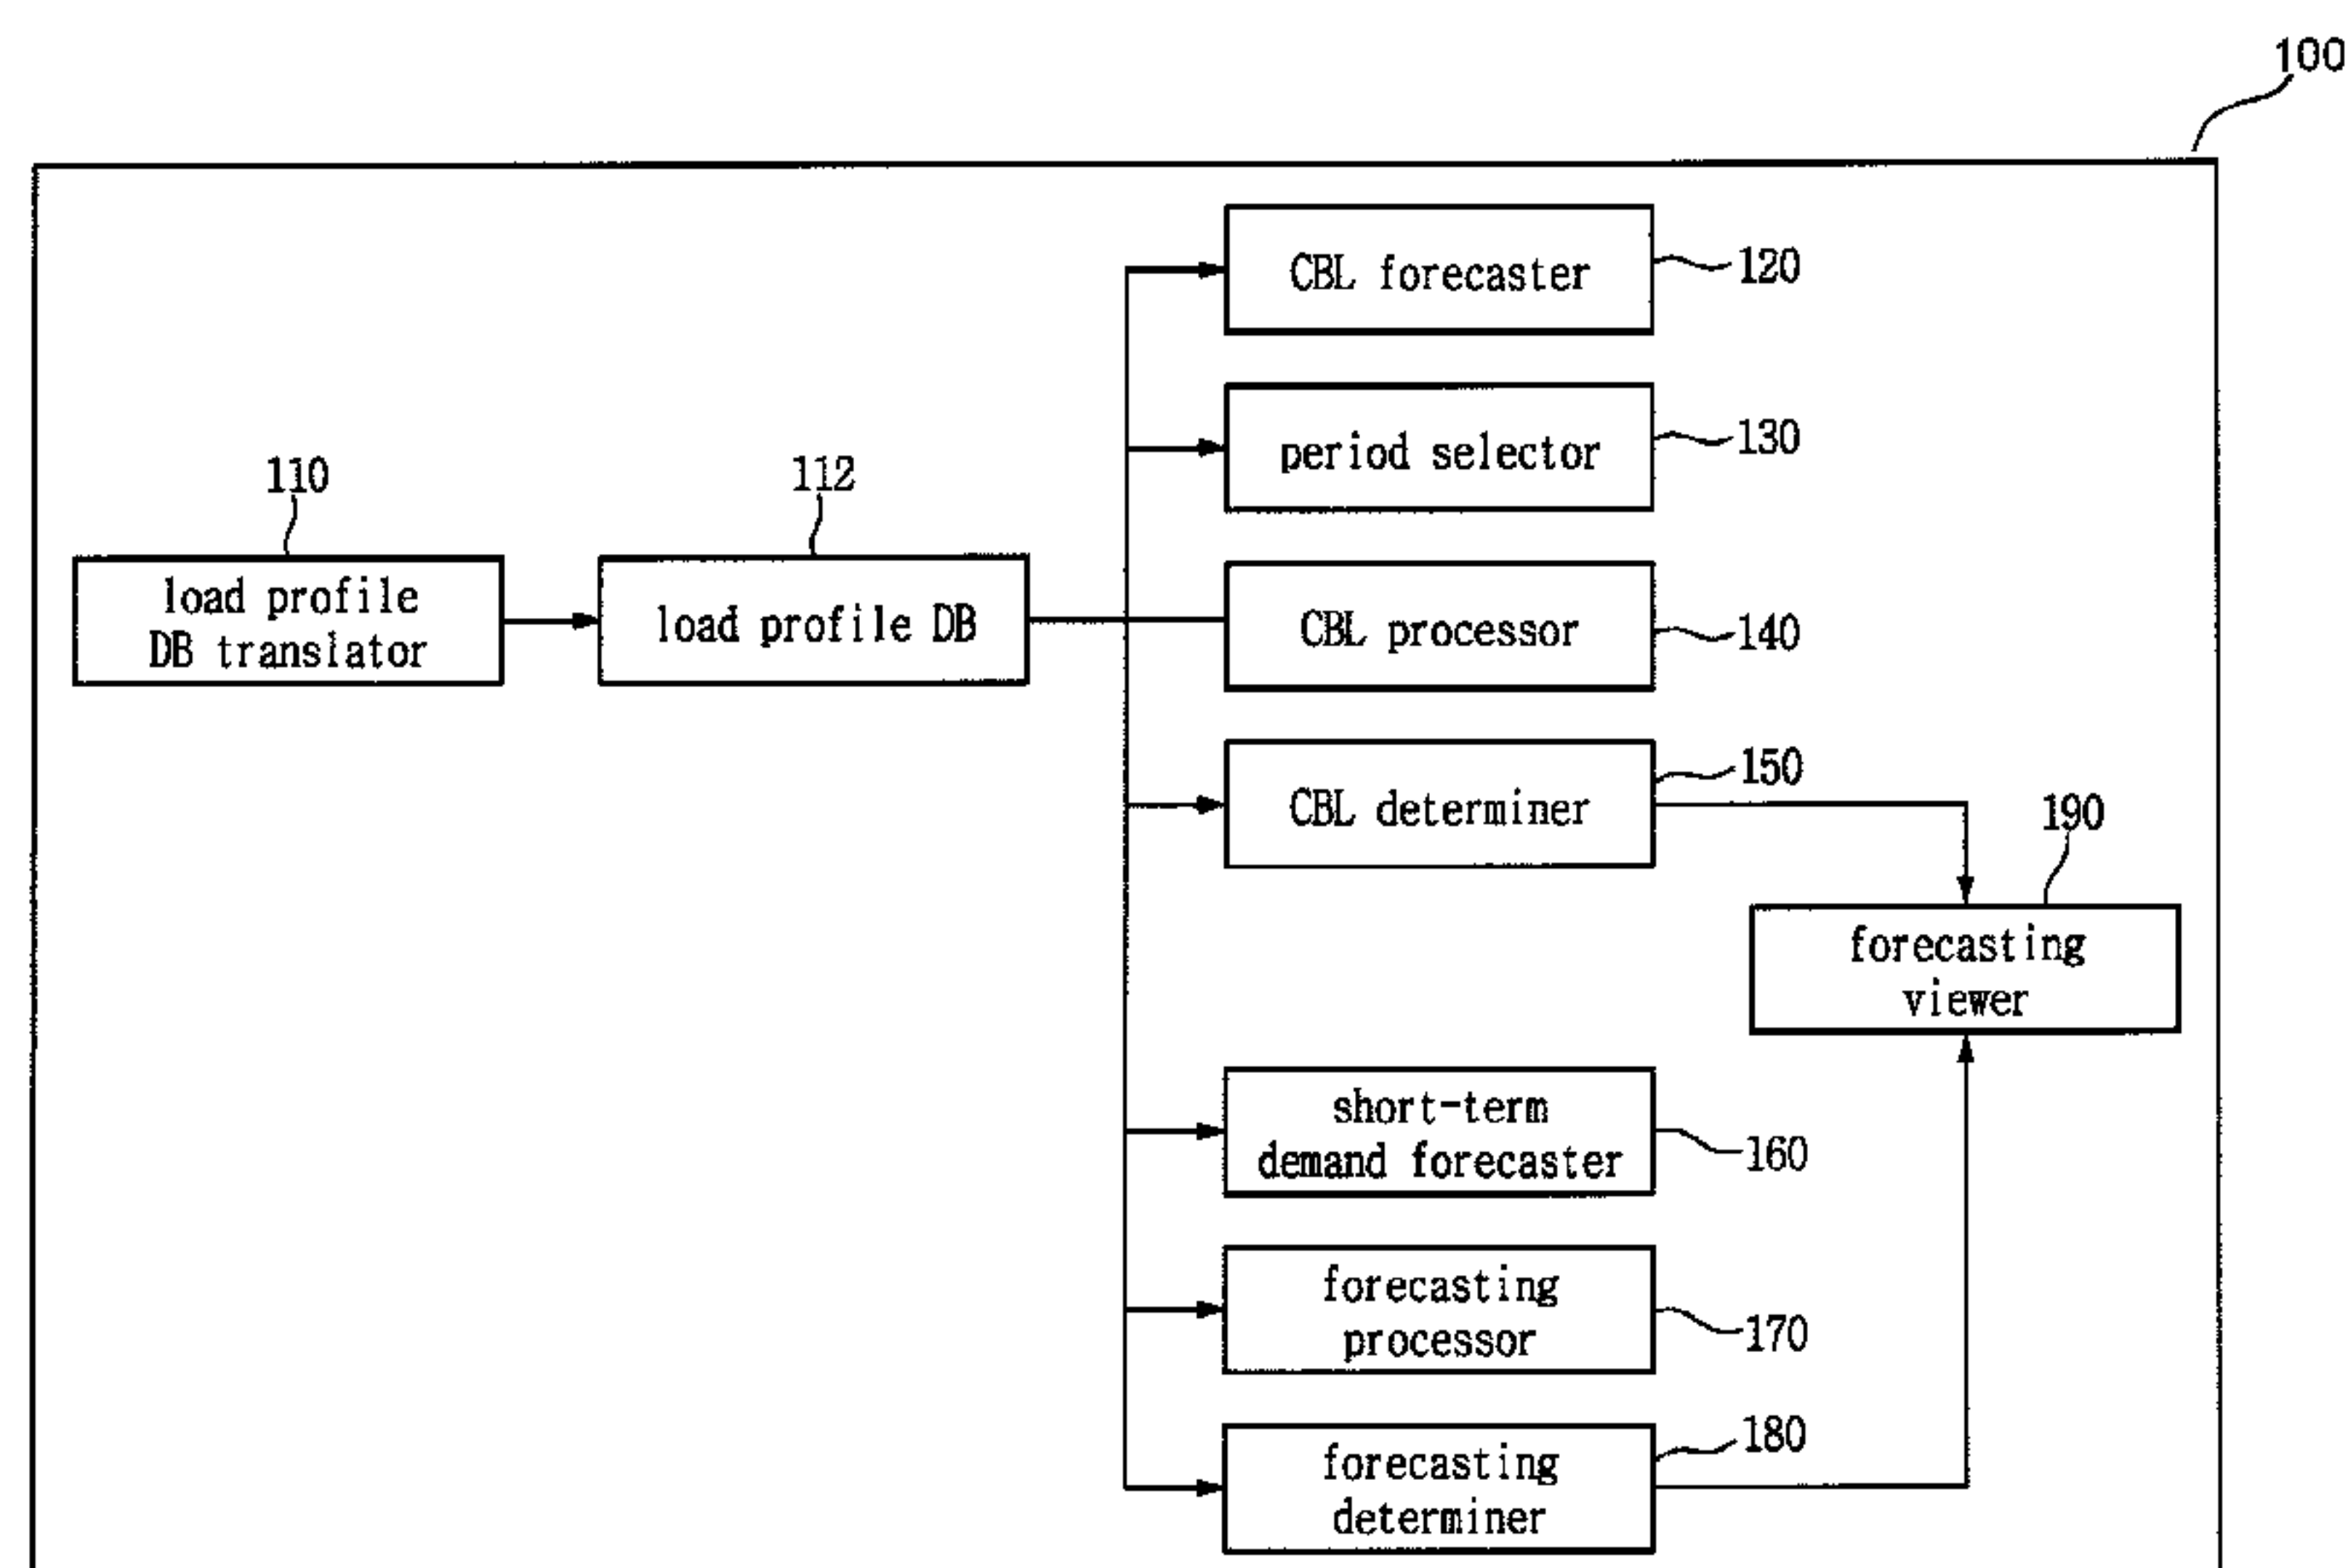 100
CBL forecaster
120
period selector
130
110
112
load profile
DB translator
load profile DB
CBL processor
140
CBL determiner
150
190
forecasting
viewer
short-term
demand forecaster
160
forecasting
processor
170
forecasting
determiner
180